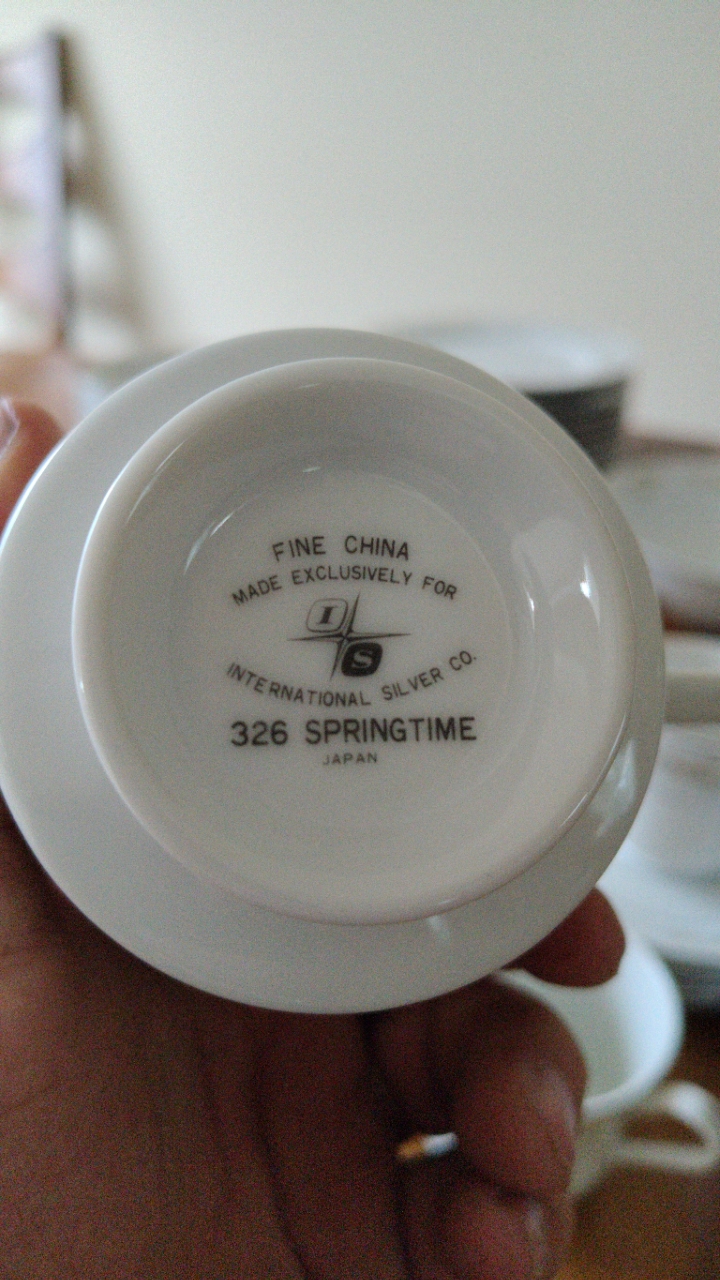 FINE CHINA
MADE EXCLUSIVELY FOR
I
S
INTERNATIONAL SILVER CO.
326 SPRINGTIME
JAPAN